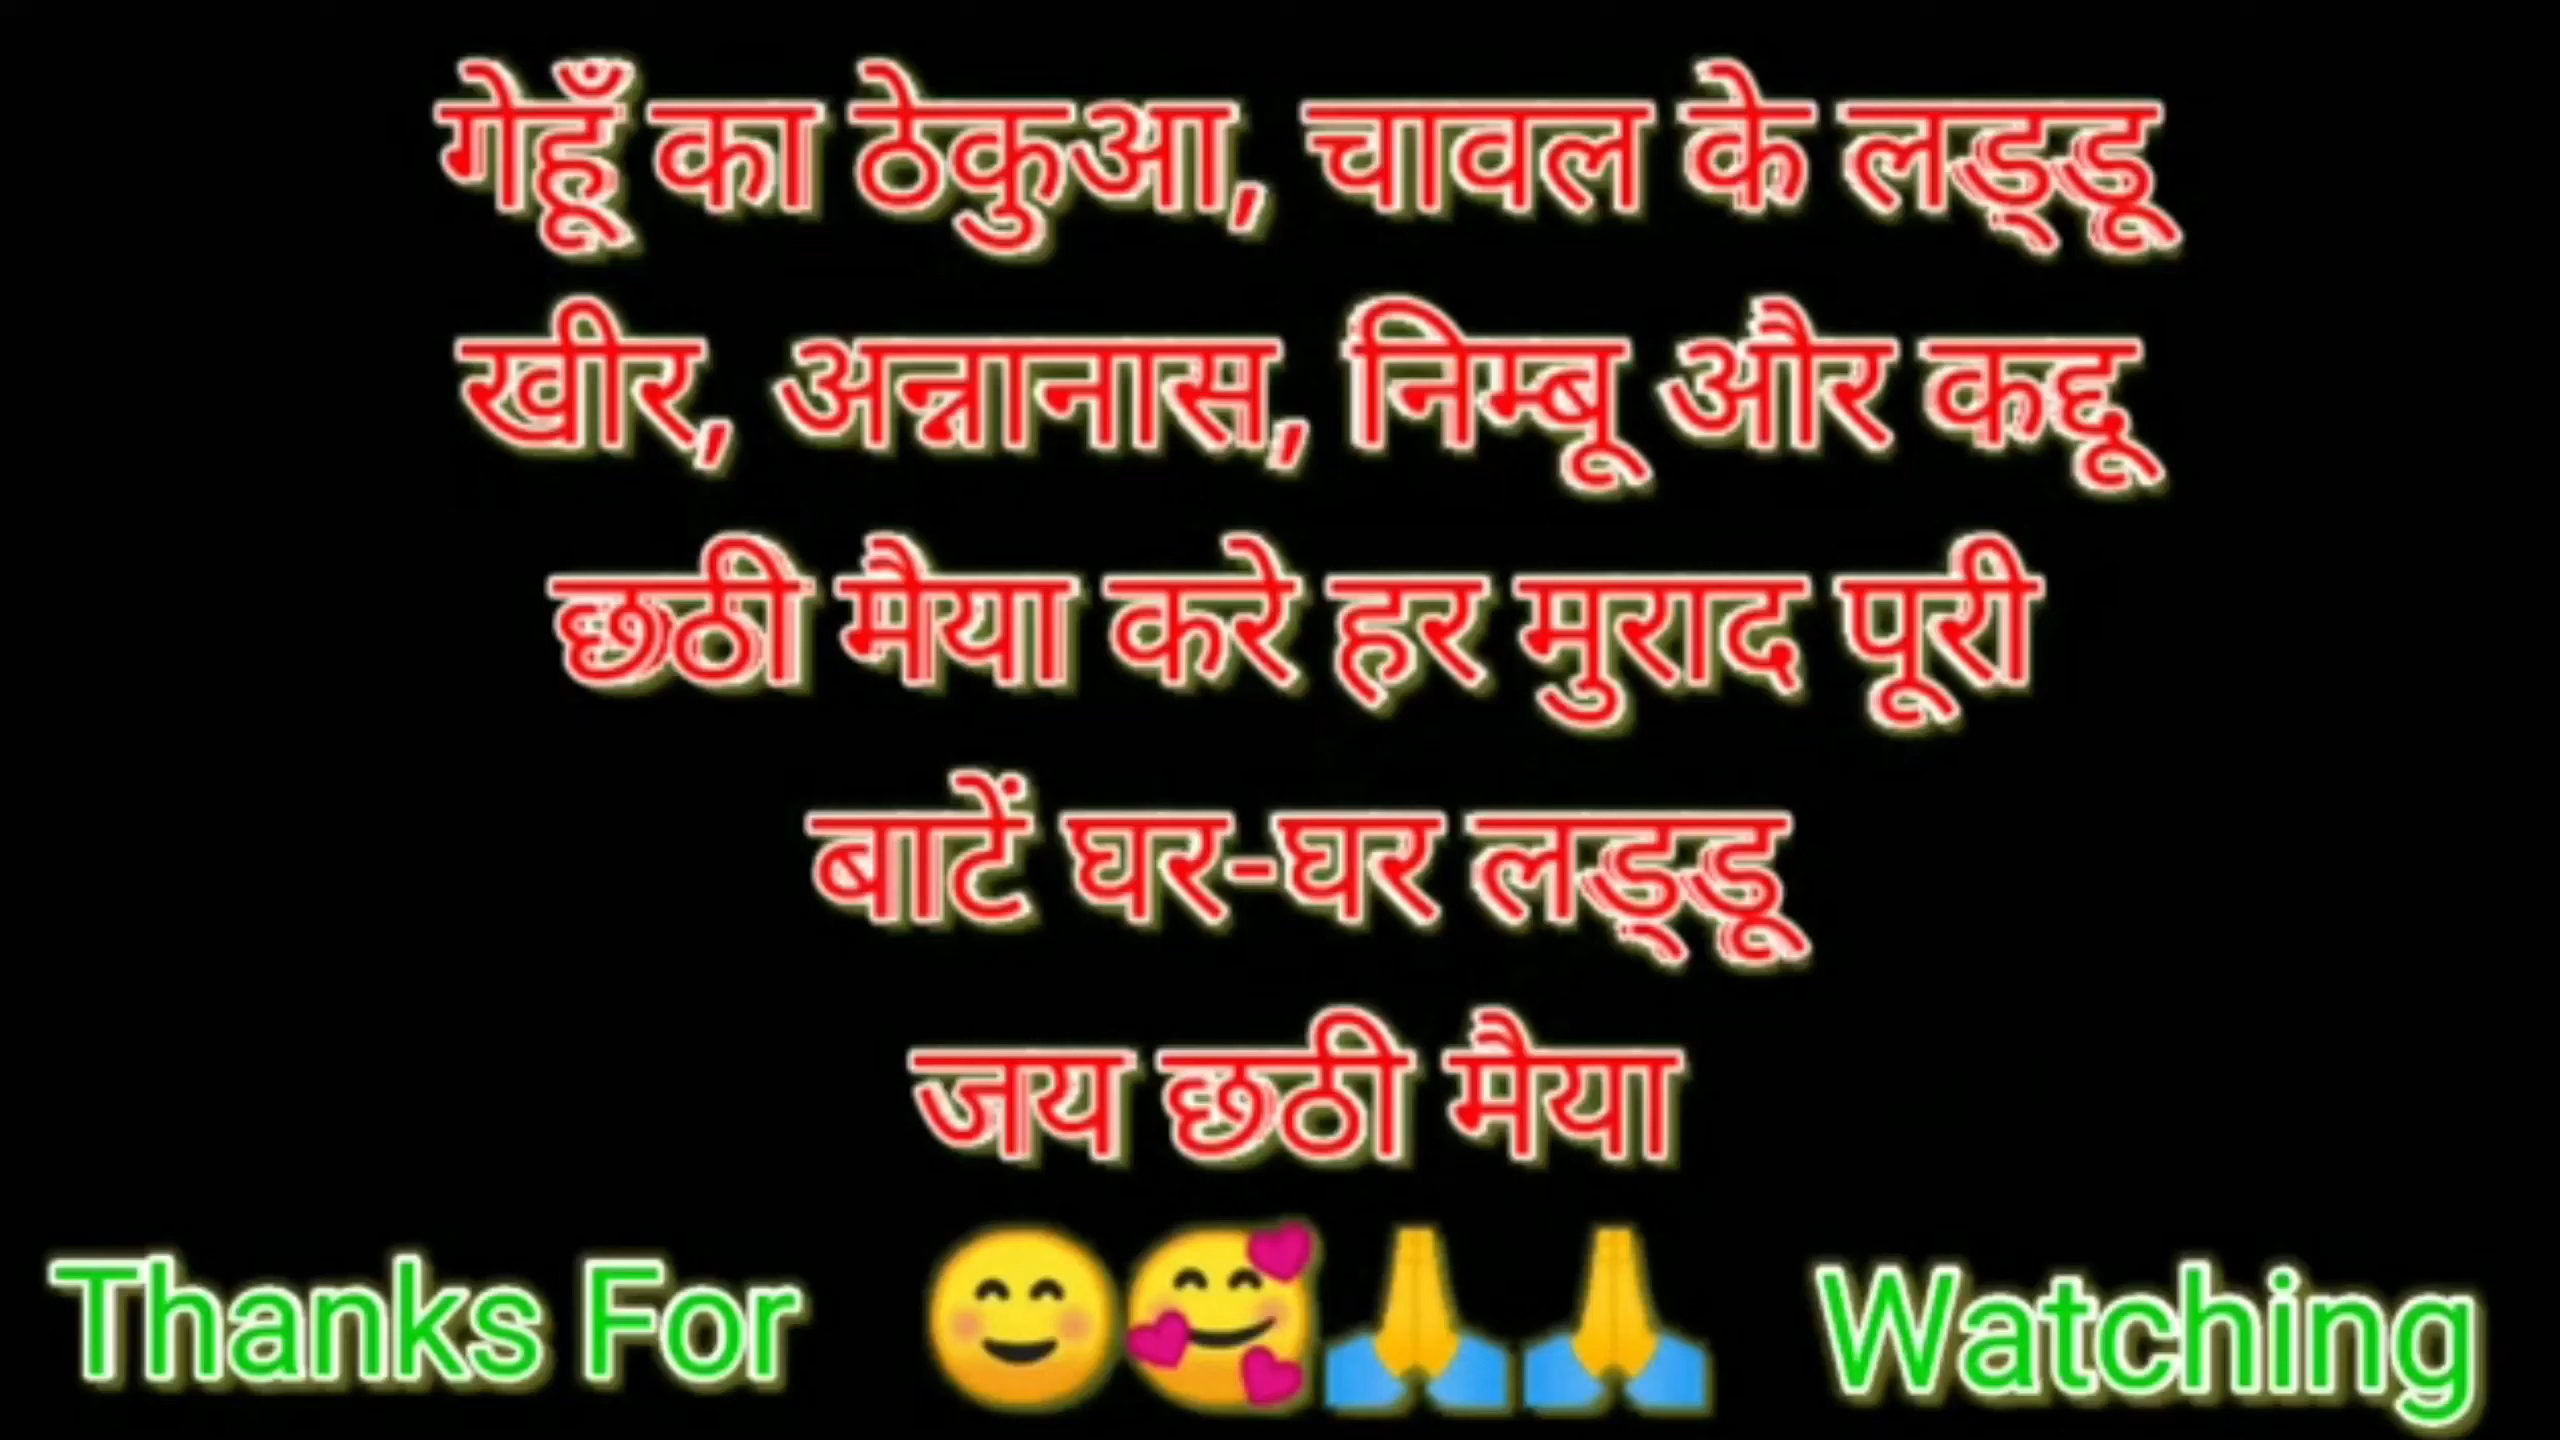 गेहूँ का ठेकुआ, चावल के लड्डू
खीर, अन्नानास, निम्बू और कद्दू
छठी मैया करे हर मुराद पूरी
बाटें घर-घर लड्डू
जय छठी मैया
Thanks For 😊🥰🙏🙏 Watching